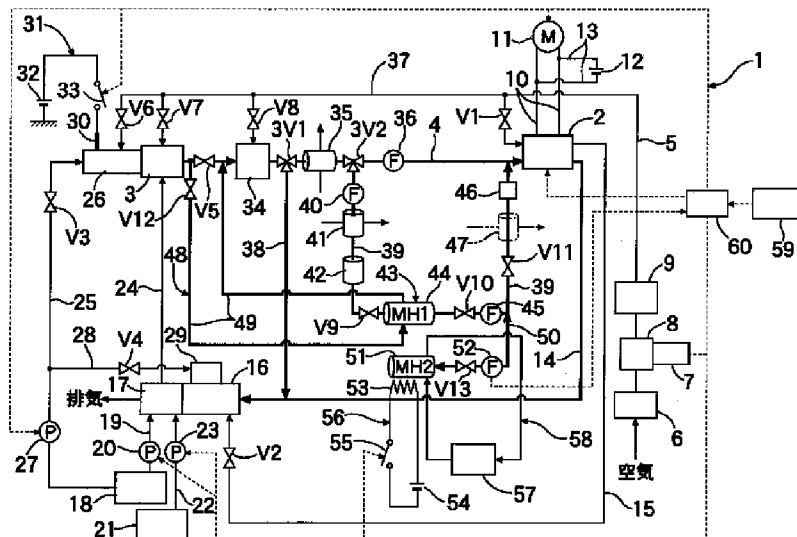 31
32
33
30
V6
V7
V8
37
11
M
13
12
10
10
1
V1
2
5
35
3V1
3V2
36
F
4
26
3
V5
34
V12
V3
40
F
41
42
39
38
46
47
V11
60
59
9
8
7
6
空気
48
49
24
25
28
V4
29
43
44
MH1
V9
V10
45
F
39
50
14
51
MH2
52
F
V13
53
56
55
54
57
58
排気
17
16
19
20
P
23
P
27
P
18
22
21
V2
15